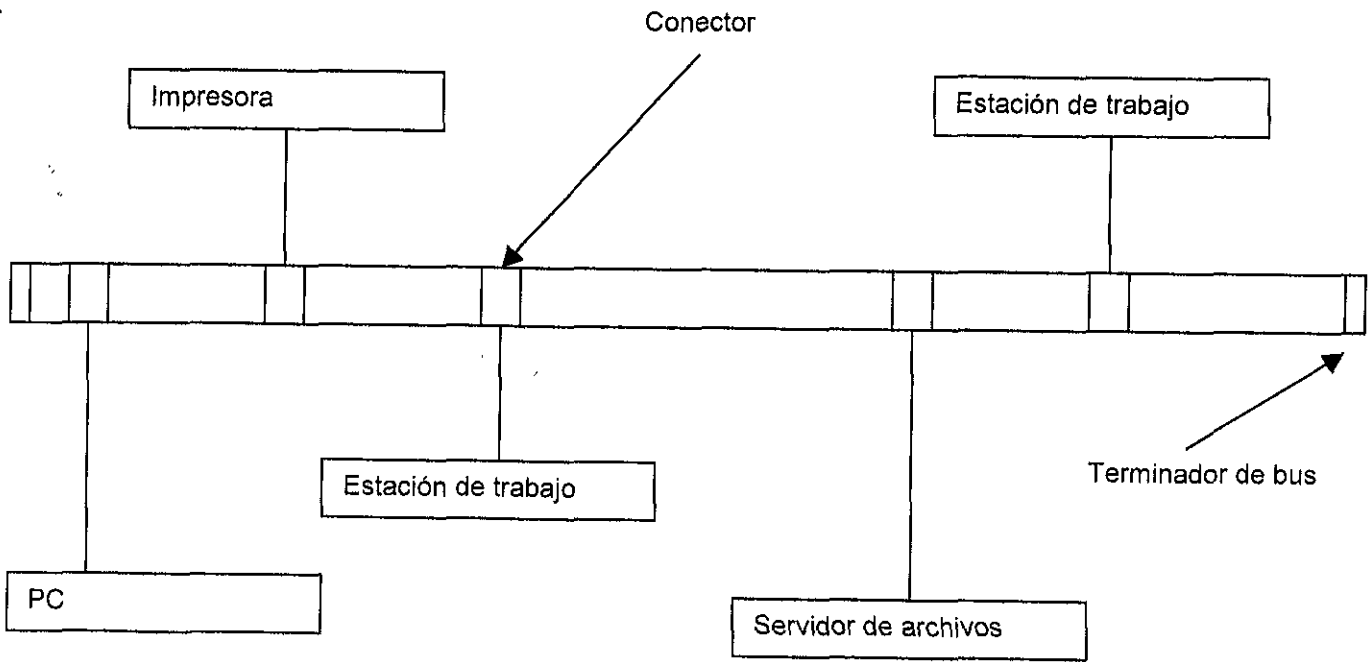 Conector
Impresora
Estación de trabajo
Estación de trabajo
Terminador de bus
PC
Servidor de archivos